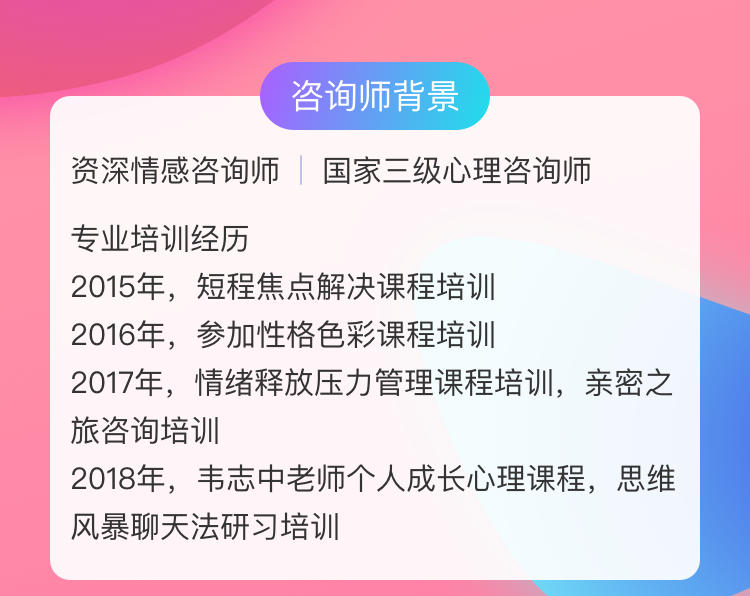 咨询师背景
资深情感咨询师 | 国家三级心理咨询师
专业培训经历
2015年，短程焦点解决课程培训
2016年，参加性格色彩课程培训
2017年，情绪释放压力管理课程培训，亲密之
旅咨询培训
2018年，韦志中老师个人成长心理课程，思维
风暴聊天法研习培训